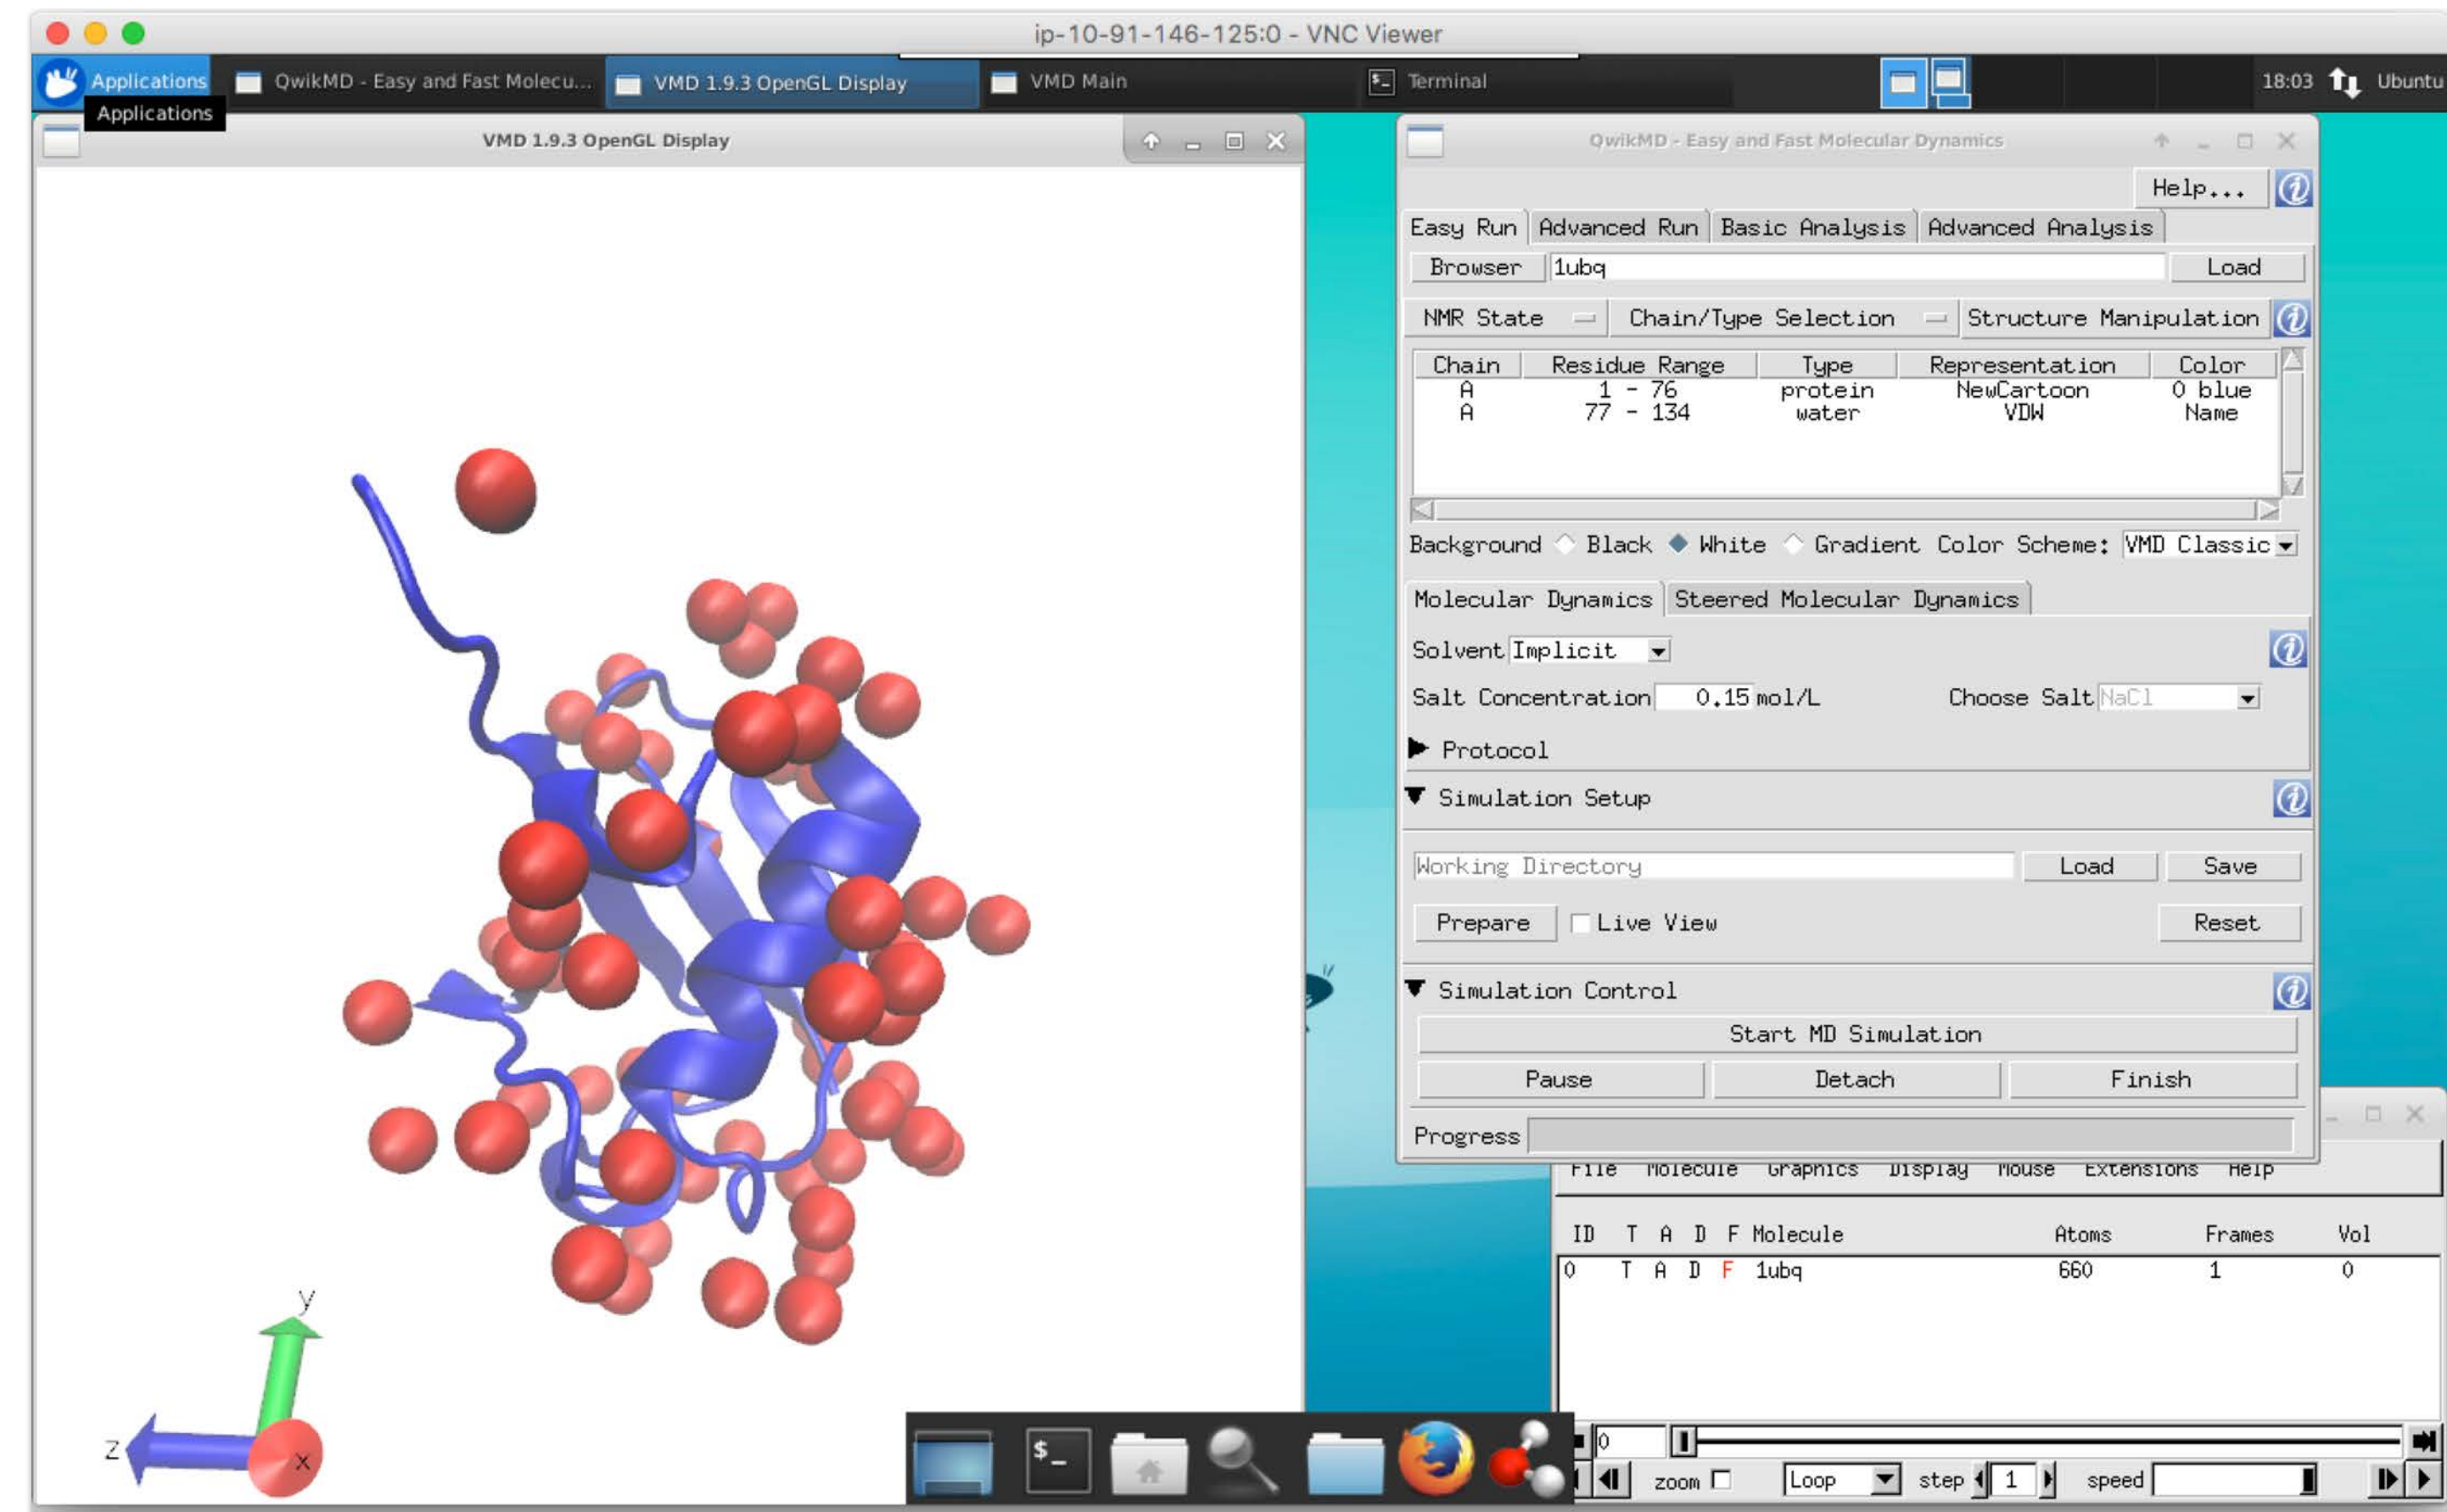 ip-10-91-146-125:0 - VNC Viewer
Applications QwikMD - Easy and Fast Molecu... VMD 1.9.3 OpenGL Display VMD Main Terminal 18:03 Ubuntu
Applications
VMD 1.9.3 OpenGL Display
QwikMD - Easy and Fast Molecular Dynamics
Help...
Easy Run Advanced Run Basic Analysis Advanced Analysis
Browser 1ubq Load
NMR State Chain/Type Selection Structure Manipulation
Chain Residue Range Type Representation Color
A 1 - 76 protein NewCartoon 0 blue
A 77 - 134 water VDW Name
Background Black White Gradient Color Scheme: VMD Classic
Molecular Dynamics Steered Molecular Dynamics
Solvent Implicit
Salt Concentration 0.15 mol/L Choose Salt NaCl
Protocol
Simulation Setup
Working Directory Load Save
Prepare Live View Reset
Simulation Control
Start MD Simulation
Pause Detach Finish
Progress
File Molecule Graphics Display Mouse Extensions Help
ID T A D F Molecule Atoms Frames Vol
0 T A D F 1ubq 660 1 0
y
z
x
$_
0
zoom Loop step 1 speed